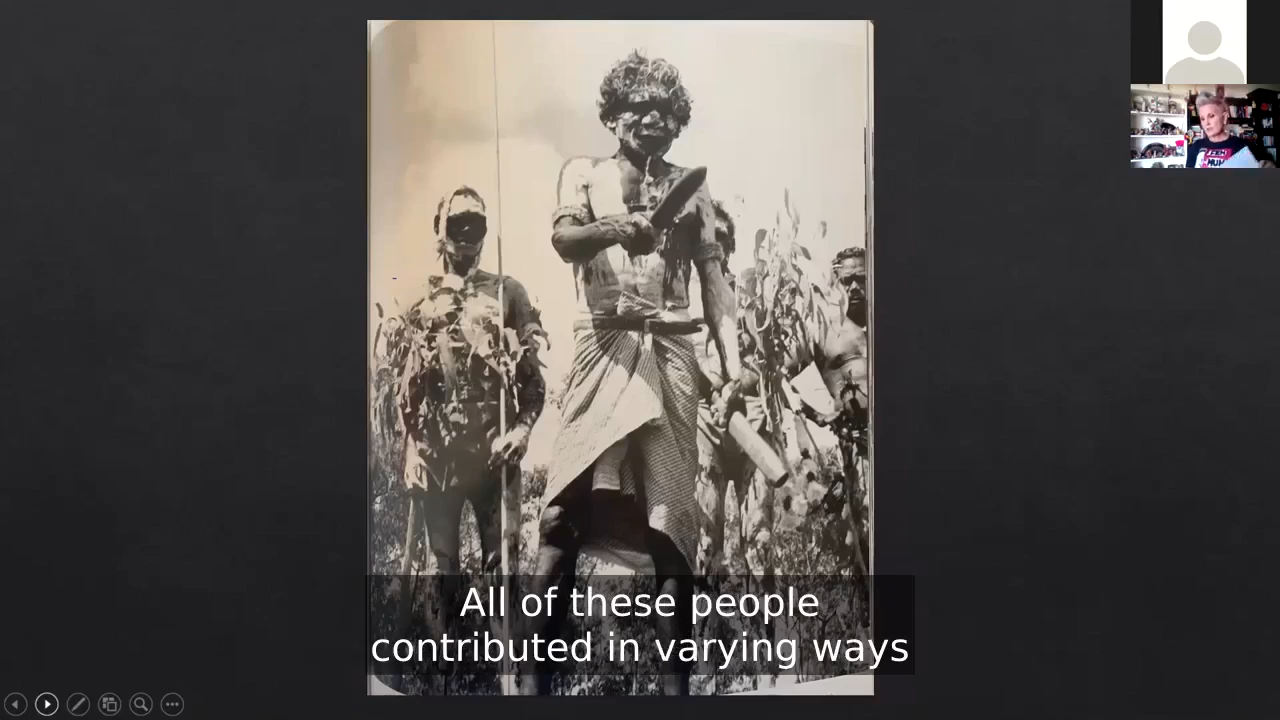 All of these people
contributed in varying ways